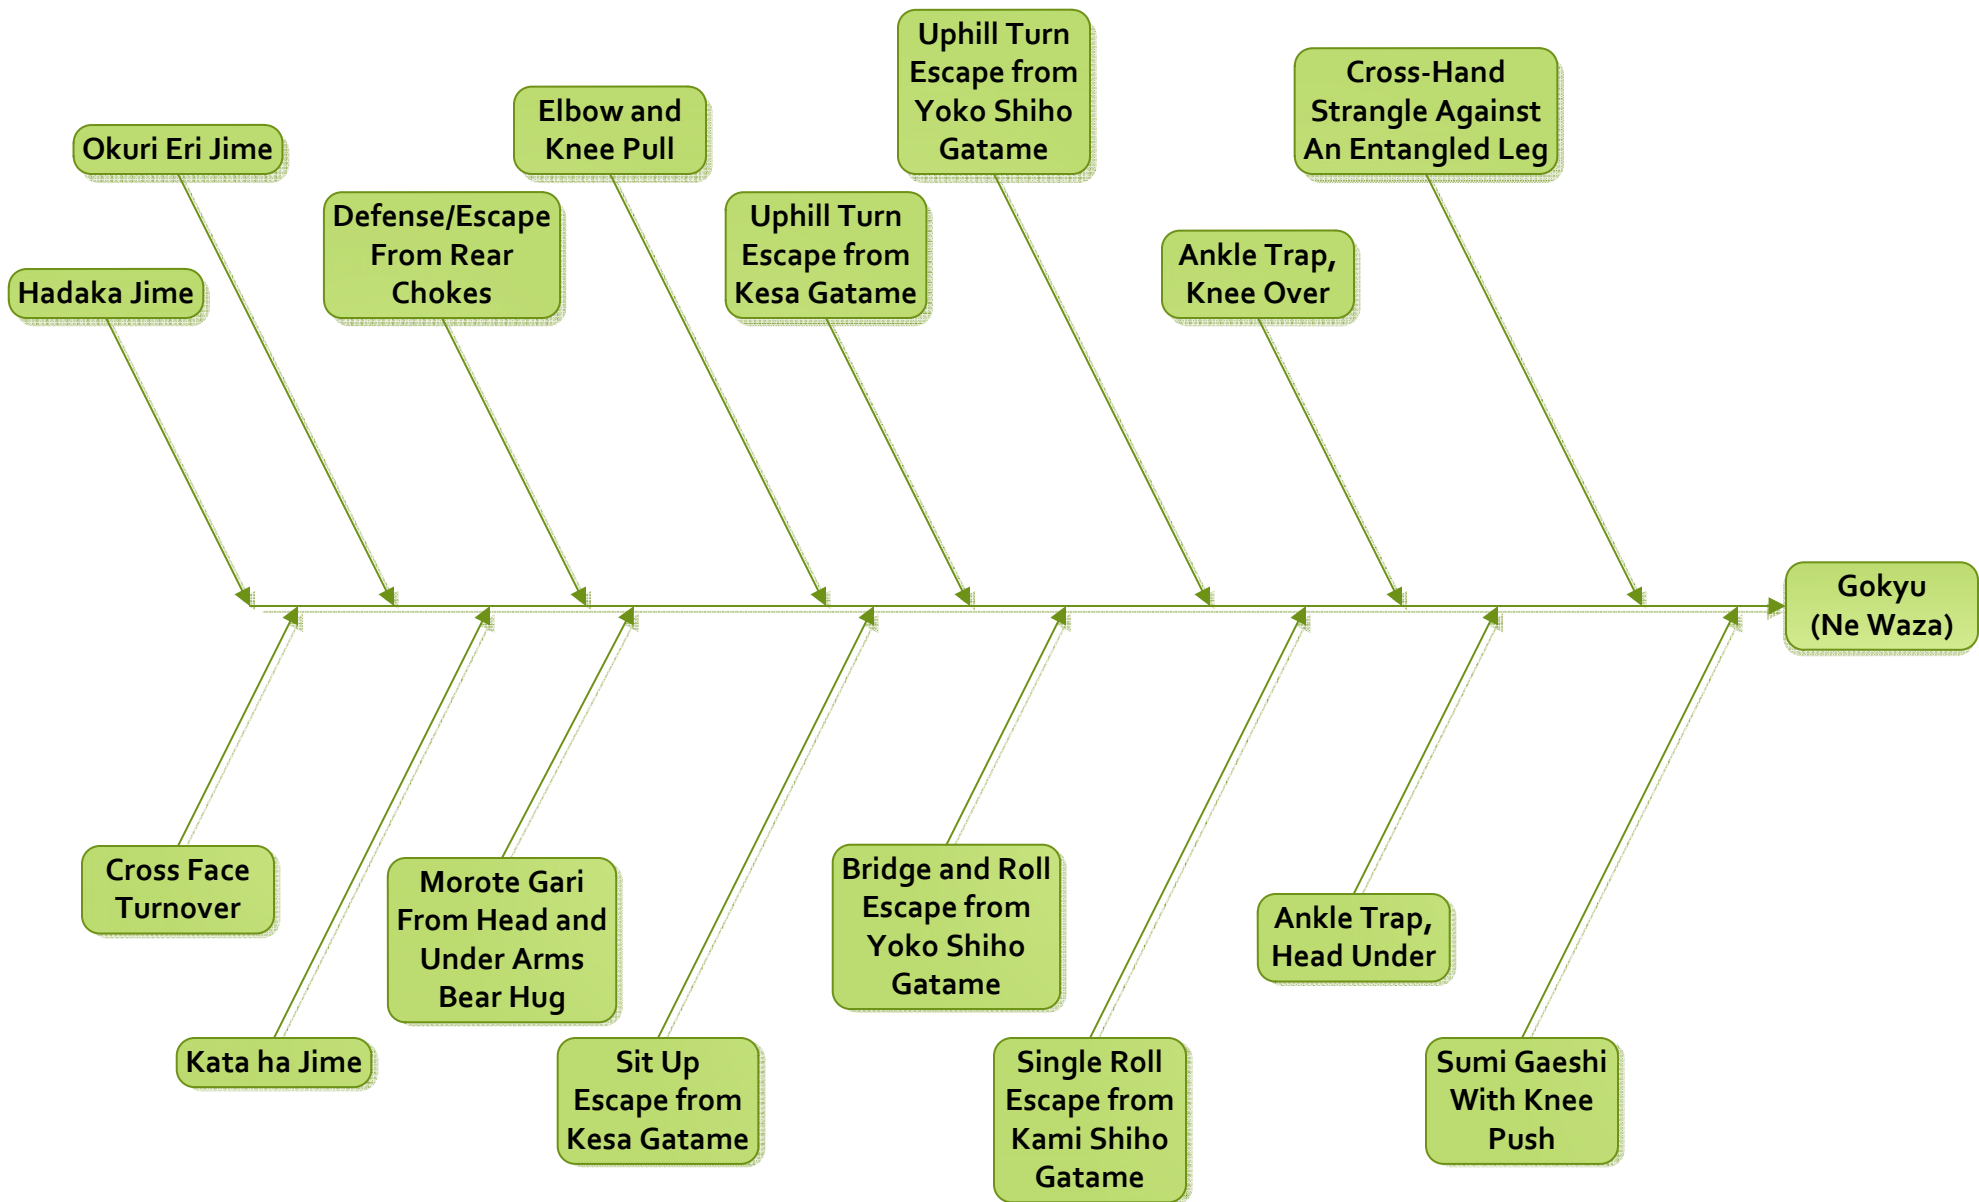 Uphill Turn
Escape from
Yoko Shiho
Gatame
Cross-Hand
Strangle Against
An Entangled Leg
Elbow and
Knee Pull
Okuri Eri Jime
Defense/Escape
From Rear
Chokes
Uphill Turn
Escape from
Kesa Gatame
Ankle Trap,
Knee Over
Hadaka Jime
Gokyu
(Ne Waza)
Cross Face
Turnover
Morote Gari
From Head and
Under Arms
Bear Hug
Bridge and Roll
Escape from
Yoko Shiho
Gatame
Ankle Trap,
Head Under
Kata ha Jime
Sit Up
Escape from
Kesa Gatame
Single Roll
Escape from
Kami Shiho
Gatame
Sumi Gaeshi
With Knee
Push